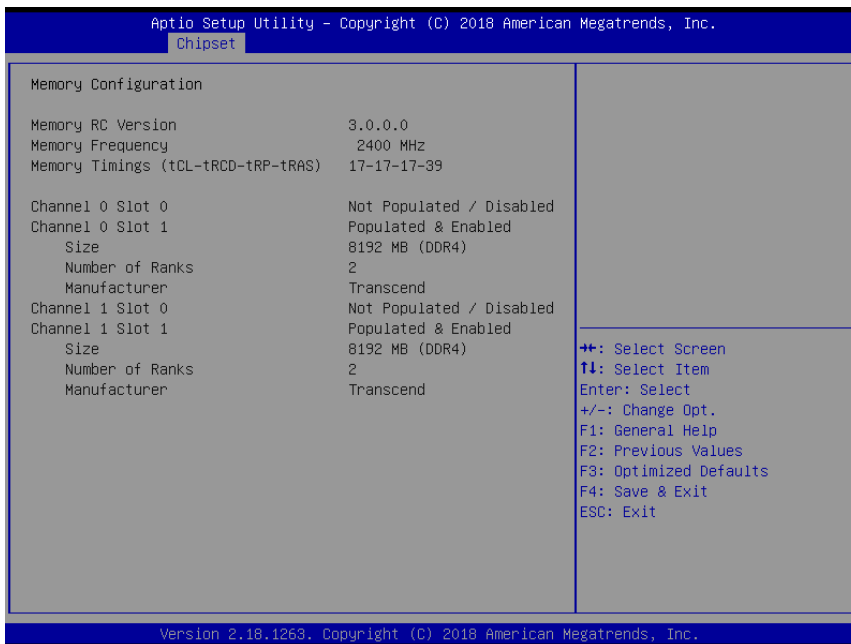 Aptio Setup Utility – Copyright (C) 2018 American Megatrends, Inc.
Chipset
Memory Configuration
Memory RC Version 3.0.0.0
Memory Frequency 2400 MHz
Memory Timings (tCL-tRCD-tRP-tRAS) 17-17-17-39
Channel 0 Slot 0 Not Populated / Disabled
Channel 0 Slot 1 Populated & Enabled
Size 8192 MB (DDR4)
Number of Ranks 2
Manufacturer Transcend
Channel 1 Slot 0 Not Populated / Disabled
Channel 1 Slot 1 Populated & Enabled
Size 8192 MB (DDR4)
Number of Ranks 2
Manufacturer Transcend
→←: Select Screen
↑↓: Select Item
Enter: Select
+/-: Change Opt.
F1: General Help
F2: Previous Values
F3: Optimized Defaults
F4: Save & Exit
ESC: Exit
Version 2.18.1263. Copyright (C) 2018 American Megatrends, Inc.